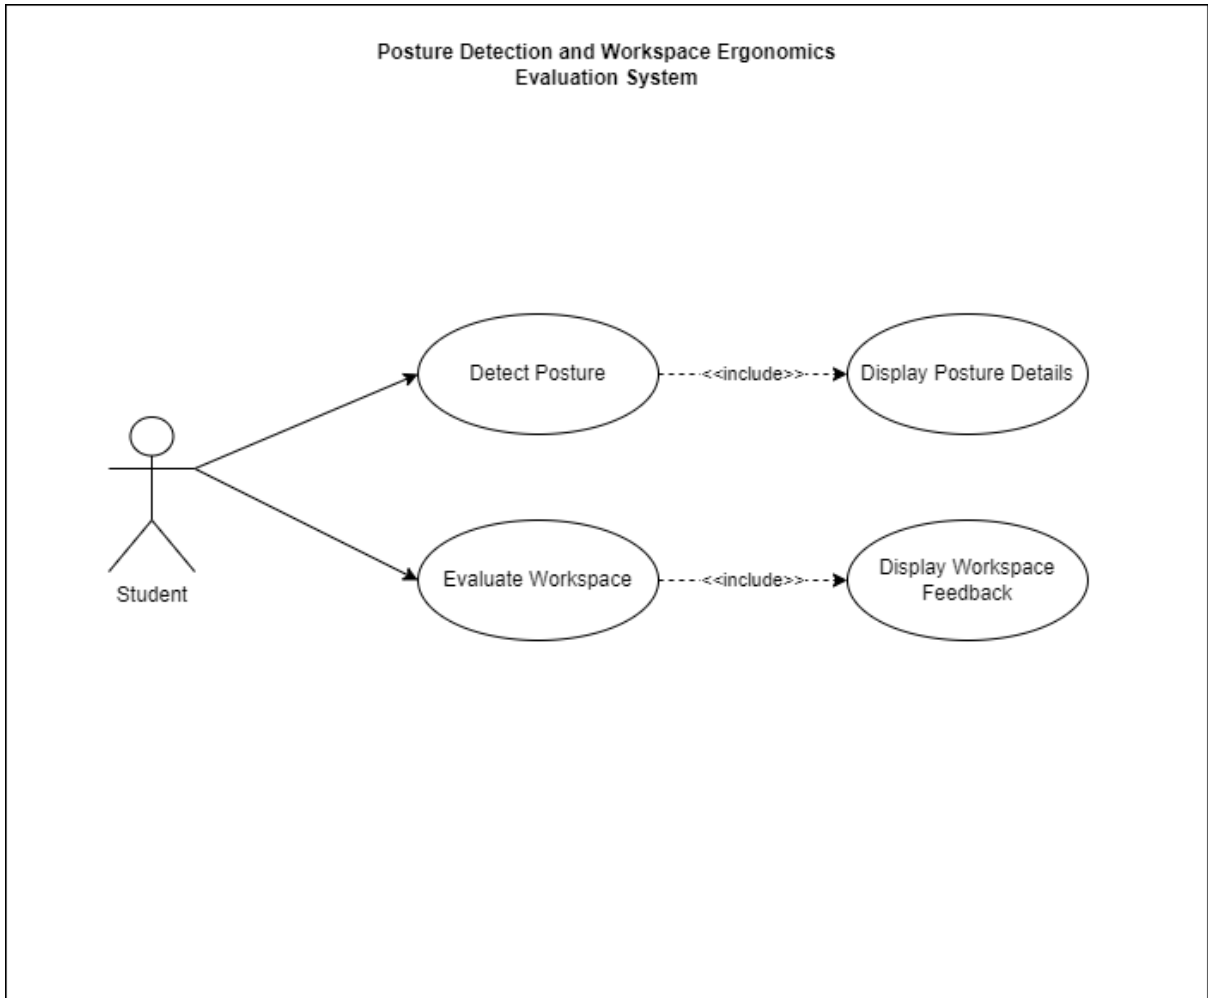 Posture Detection and Workspace Ergonomics
Evaluation System
Detect Posture
<<include>>
Display Posture Details
Student
Evaluate Workspace
<<include>>
Display Workspace
Feedback